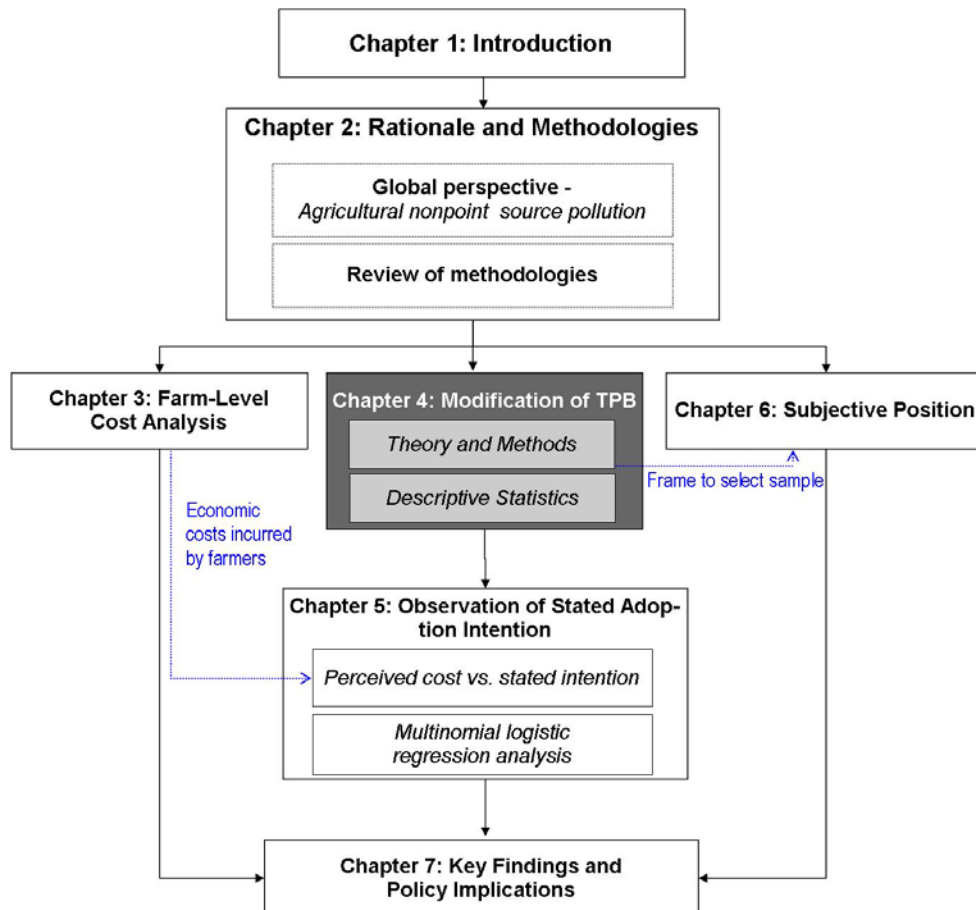 Chapter 1: Introduction
Chapter 2: Rationale and Methodologies
Global perspective -
Agricultural nonpoint source pollution
Review of methodologies
Chapter 3: Farm-Level
Cost Analysis
Chapter 4: Modification of TPB
Theory and Methods
Descriptive Statistics
Chapter 6: Subjective Position
Frame to select sample
Economic
costs incurred
by farmers
Chapter 5: Observation of Stated Adop-
tion Intention
Perceived cost vs. stated intention
Multinomial logistic
regression analysis
Chapter 7: Key Findings and
Policy Implications